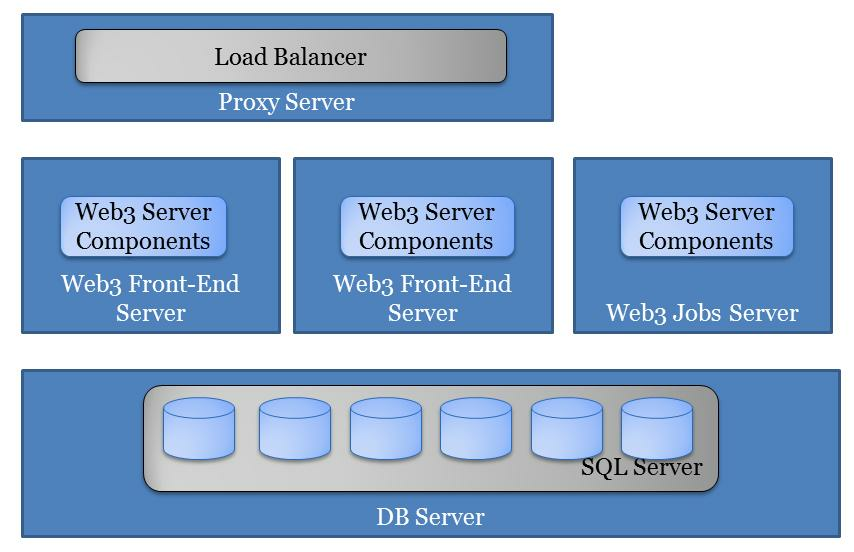 Load Balancer
Proxy Server
Web3 Server
Components
Web3 Front-End
Server
Web3 Server
Components
Web3 Front-End
Server
Web3 Server
Components
Web3 Jobs Server
SQL Server
DB Server